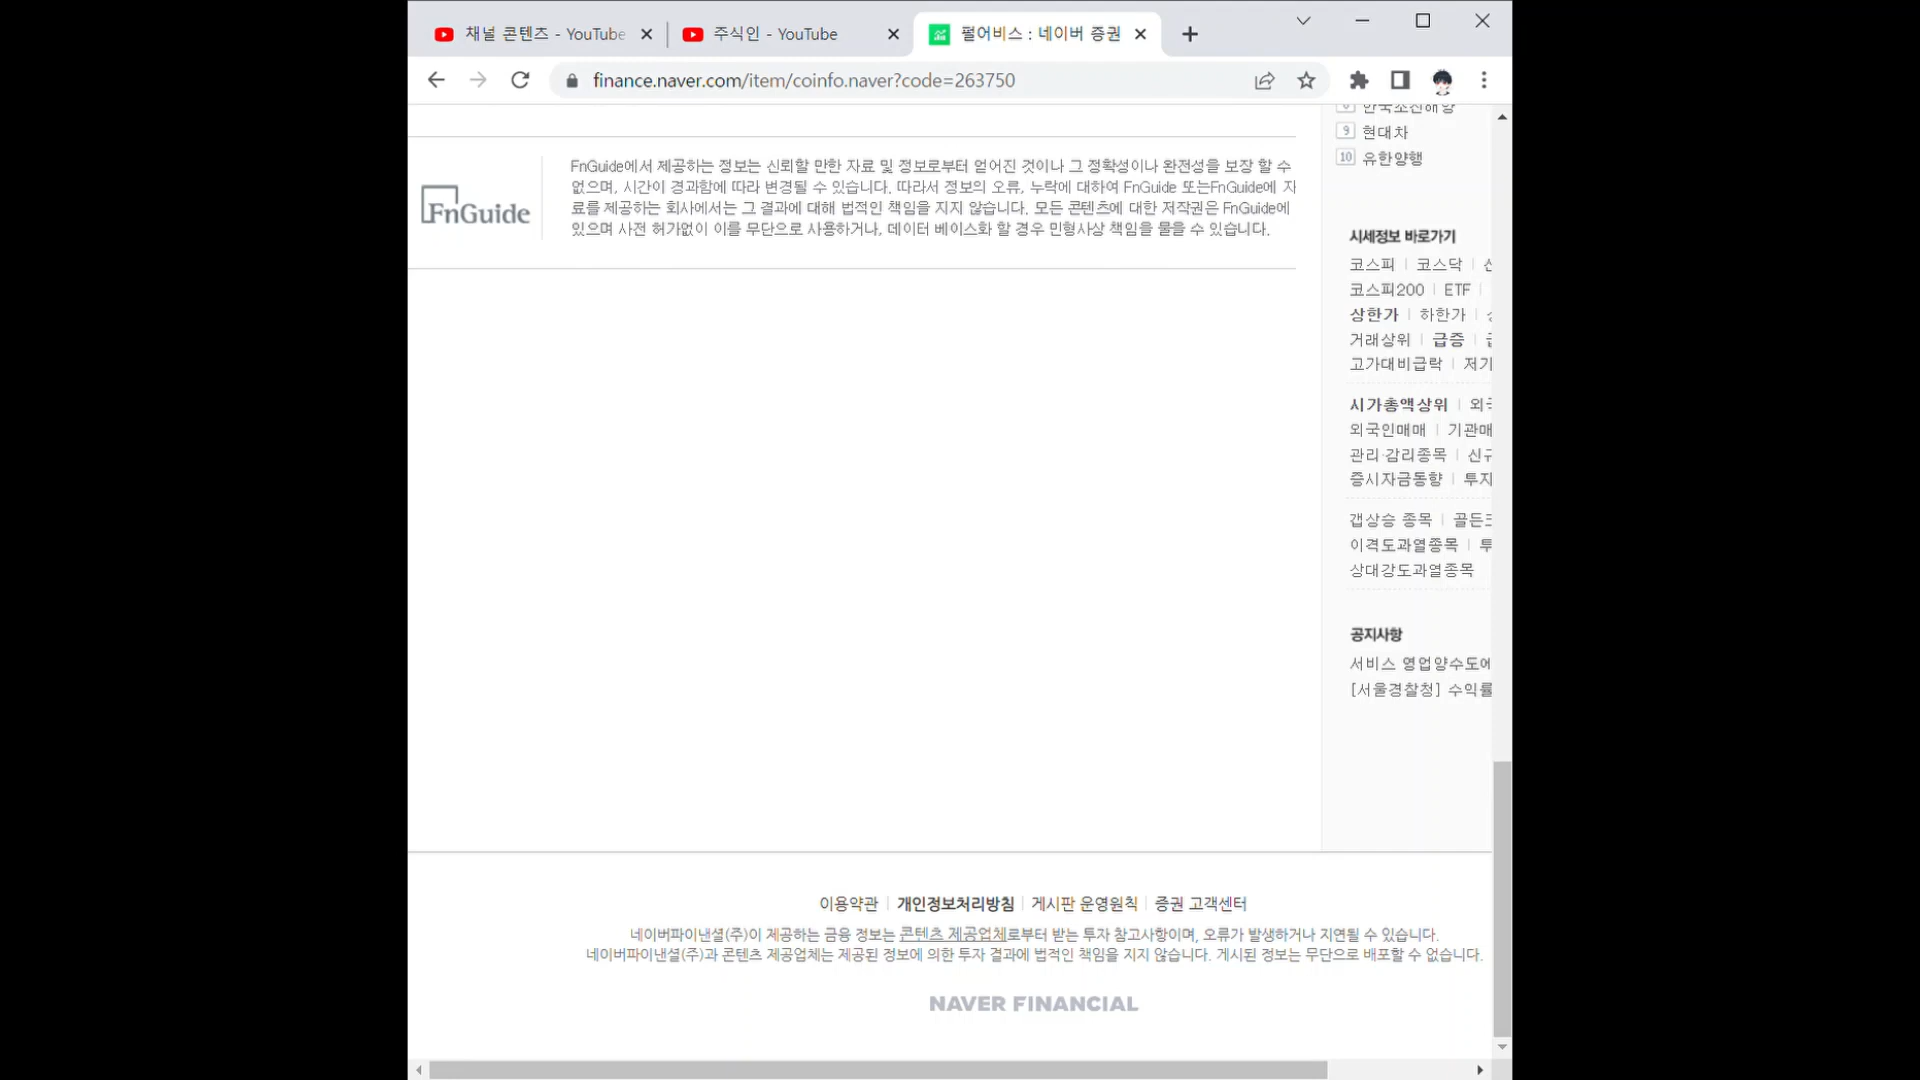 채널 콘텐츠 - YouTube
주식인 - YouTube
펄어비스 : 네이버 증권
finance.naver.com/item/coinfo.naver?code=263750
FnGuide
FnGuide에서 제공하는 정보는 신뢰할 만한 자료 및 정보로부터 얻어진 것이나 그 정확성이나 완전성을 보장 할 수
없으며, 시간이 경과함에 따라 변경될 수 있습니다. 따라서 정보의 오류, 누락에 대하여 FnGuide 또는FnGuide에 자
료를 제공하는 회사에서는 그 결과에 대해 법적인 책임을 지지 않습니다. 모든 콘텐츠에 대한 저작권은 FnGuide에
있으며 사전 허가없이 이를 무단으로 사용하거나, 데이터 베이스화 할 경우 민형사상 책임을 물을 수 있습니다.
9 현대차
10 유한양행
시세정보 바로가기
코스피 | 코스닥 |
코스피200 | ETF |
상한가 | 하한가 |
거래상위 | 급증 |
고가대비급락 | 저가
시가총액상위 | 외국
외국인매매 | 기관매
관리·감리종목 | 신규
증시자금동향 | 투자
갭상승 종목 | 골든크
이격도과열종목 | 투
상대강도과열종목
공지사항
서비스 영업양수도에
[서울경찰청] 수익률
이용약관 | 개인정보처리방침 | 게시판 운영원칙 | 증권 고객센터
네이버파이낸셜(주)이 제공하는 금융 정보는 콘텐츠 제공업체로부터 받는 투자 참고사항이며, 오류가 발생하거나 지연될 수 있습니다.
네이버파이낸셜(주)과 콘텐츠 제공업체는 제공된 정보에 의한 투자 결과에 법적인 책임을 지지 않습니다. 게시된 정보는 무단으로 배포할 수 없습니다.
NAVER FINANCIAL